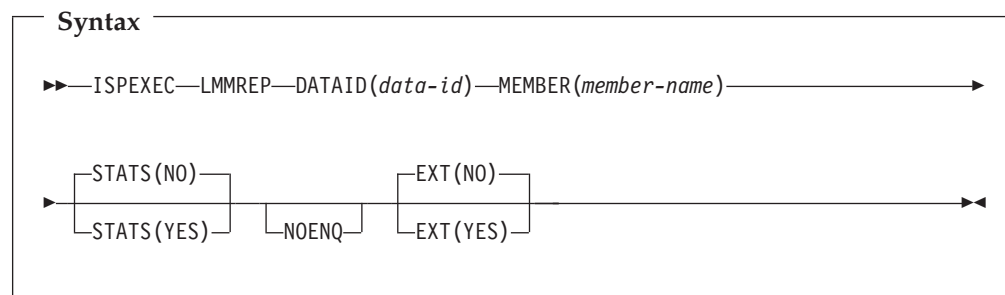 Syntax
ISPEXEC LMMREP DATAID(data-id) MEMBER(member-name)
STATS(NO) EXT(NO)
STATS(YES) NOENQ EXT(YES)